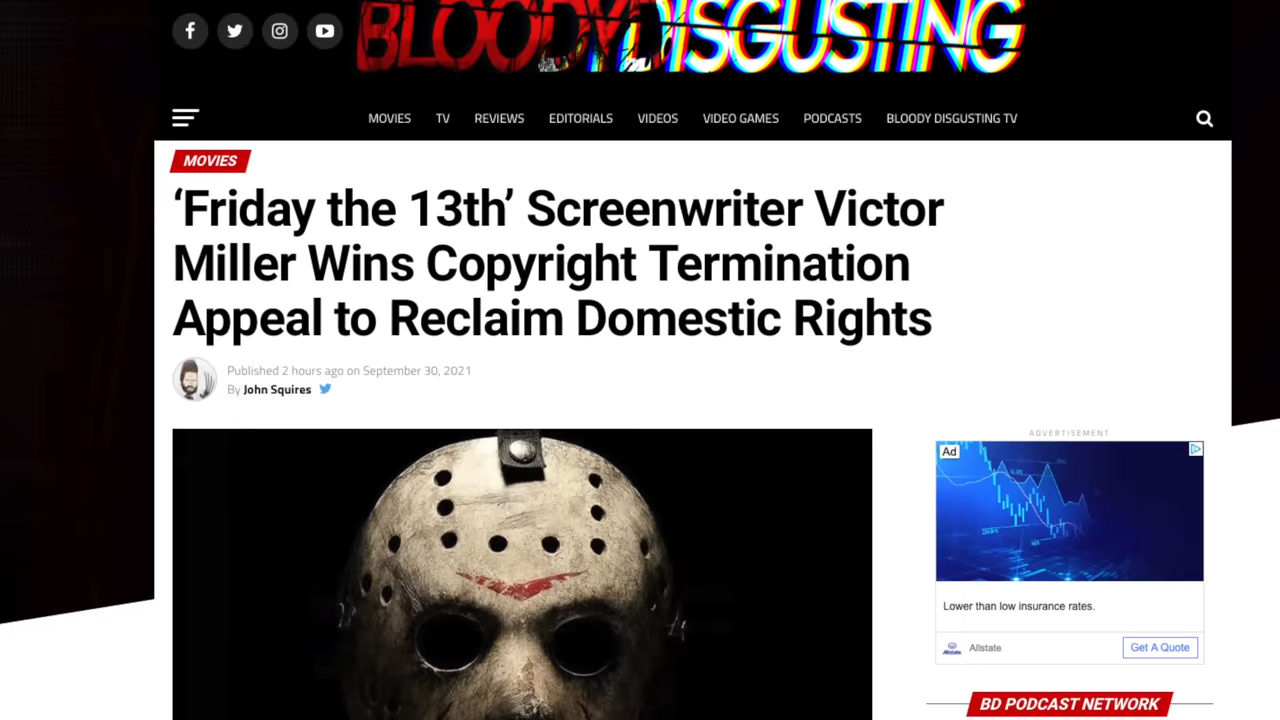 BLOODY DISGUSTING
MOVIES TV REVIEWS EDITORIALS VIDEOS VIDEO GAMES PODCASTS BLOODY DISGUSTING TV
MOVIES
‘Friday the 13th’ Screenwriter Victor
Miller Wins Copyright Termination
Appeal to Reclaim Domestic Rights
Published 2 hours ago on September 30, 2021
By John Squires
ADVERTISEMENT
Ad
Lower than low insurance rates.
Allstate
Allstate Get A Quote
BD PODCAST NETWORK